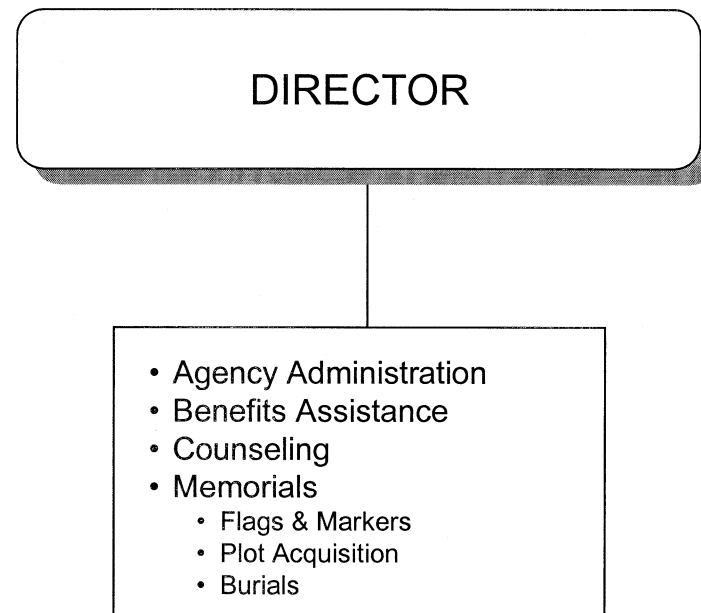 DIRECTOR
• Agency Administration
• Benefits Assistance
• Counseling
• Memorials
• Flags & Markers
• Plot Acquisition
• Burials